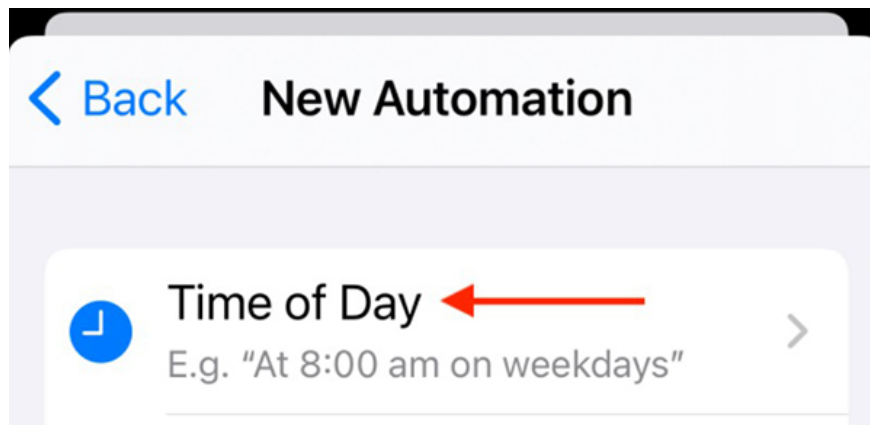 Back New Automation
Time of Day
E.g. “At 8:00 am on weekdays”